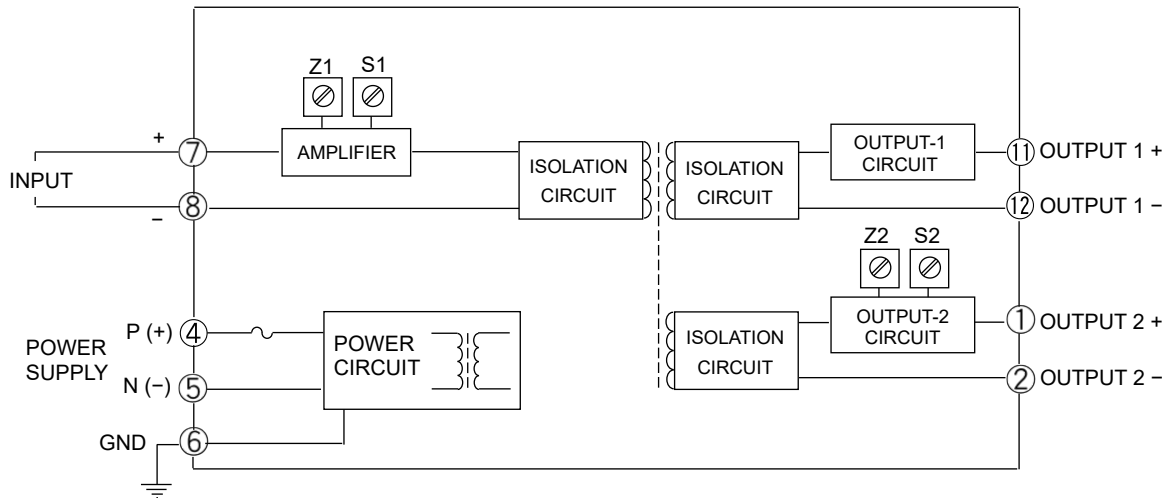 Z1 S1
+ 7 AMPLIFIER
INPUT
8
−
ISOLATION
CIRCUIT
ISOLATION
CIRCUIT
OUTPUT-1
CIRCUIT
11 OUTPUT 1 +
12 OUTPUT 1 −
Z2 S2
OUTPUT-2
CIRCUIT
ISOLATION
CIRCUIT
1 OUTPUT 2 +
2 OUTPUT 2 −
POWER
SUPPLY
P (+) 4
N (−) 5
GND 6
POWER
CIRCUIT